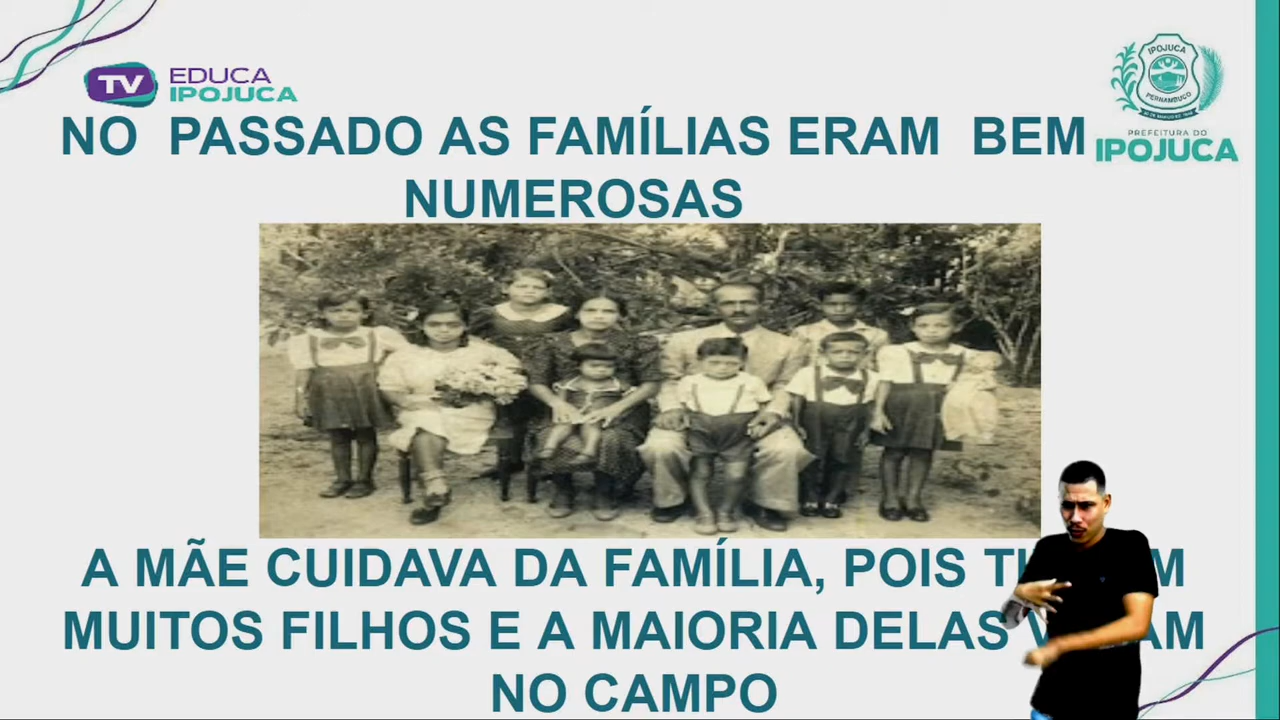 TV EDUCA
IPOJUCA
IPOJUCA
PERNAMBUCO
PREFEITURA DO
IPOJUCA
NO PASSADO AS FAMÍLIAS ERAM BEM
NUMEROSAS
A MÃE CUIDAVA DA FAMÍLIA, POIS
MUITOS FILHOS E A MAIORIA DELAS
NO CAMPO